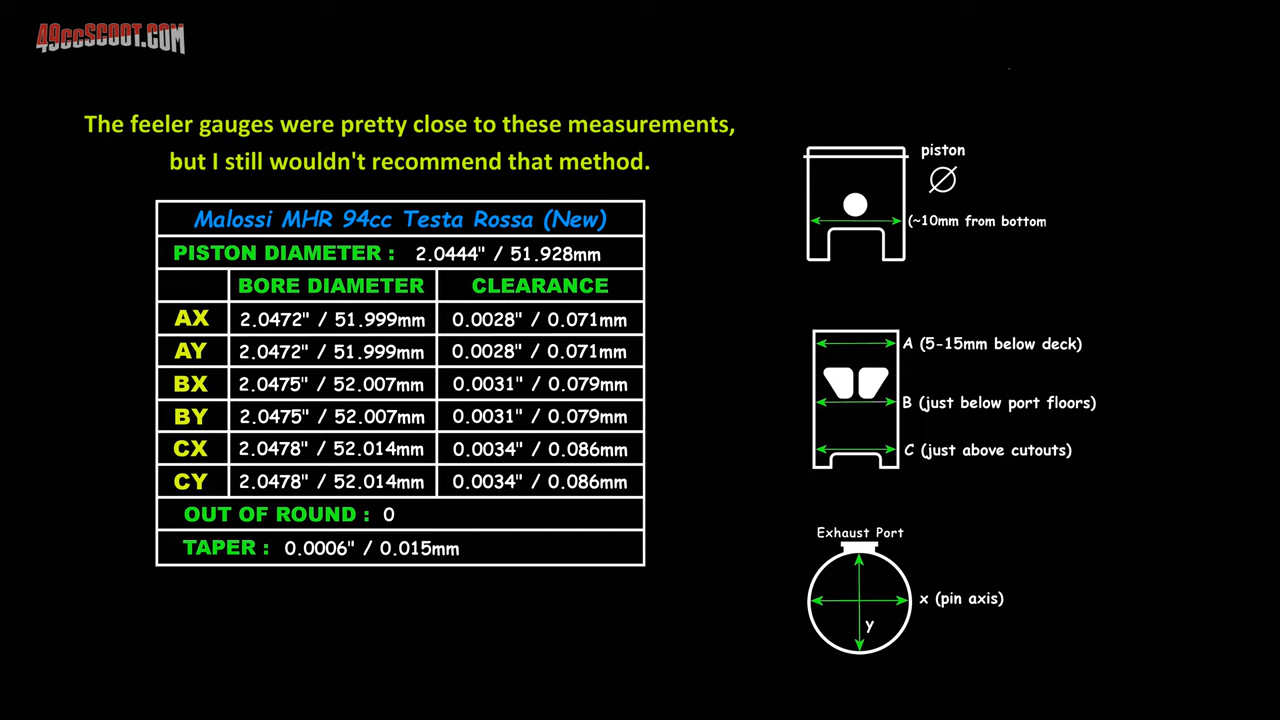 49ccSCOOT.COM
The feeler gauges were pretty close to these measurements,
but I still wouldn't recommend that method.
Malossi MHR 94cc Testa Rossa (New)
PISTON DIAMETER : 2.0444" / 51.928mm
BORE DIAMETER CLEARANCE
AX 2.0472" / 51.999mm 0.0028" / 0.071mm
AY 2.0472" / 51.999mm 0.0028" / 0.071mm
BX 2.0475" / 52.007mm 0.0031" / 0.079mm
BY 2.0475" / 52.007mm 0.0031" / 0.079mm
CX 2.0478" / 52.014mm 0.0034" / 0.086mm
CY 2.0478" / 52.014mm 0.0034" / 0.086mm
OUT OF ROUND : 0
TAPER : 0.0006" / 0.015mm
piston
Ø
(~10mm from bottom
A (5-15mm below deck)
B (just below port floors)
C (just above cutouts)
Exhaust Port
x (pin axis)
y